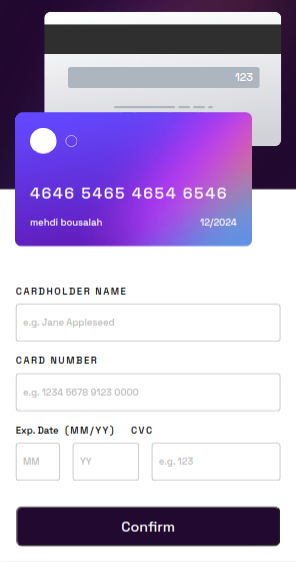 123
4646 5465 4654 6546
mehdi bousalah 12/2024
CARDHOLDER NAME
e.g. Jane Appleseed
CARD NUMBER
e.g. 1234 5678 9123 0000
Exp. Date (MM/YY) CVC
MM YY e.g. 123
Confirm